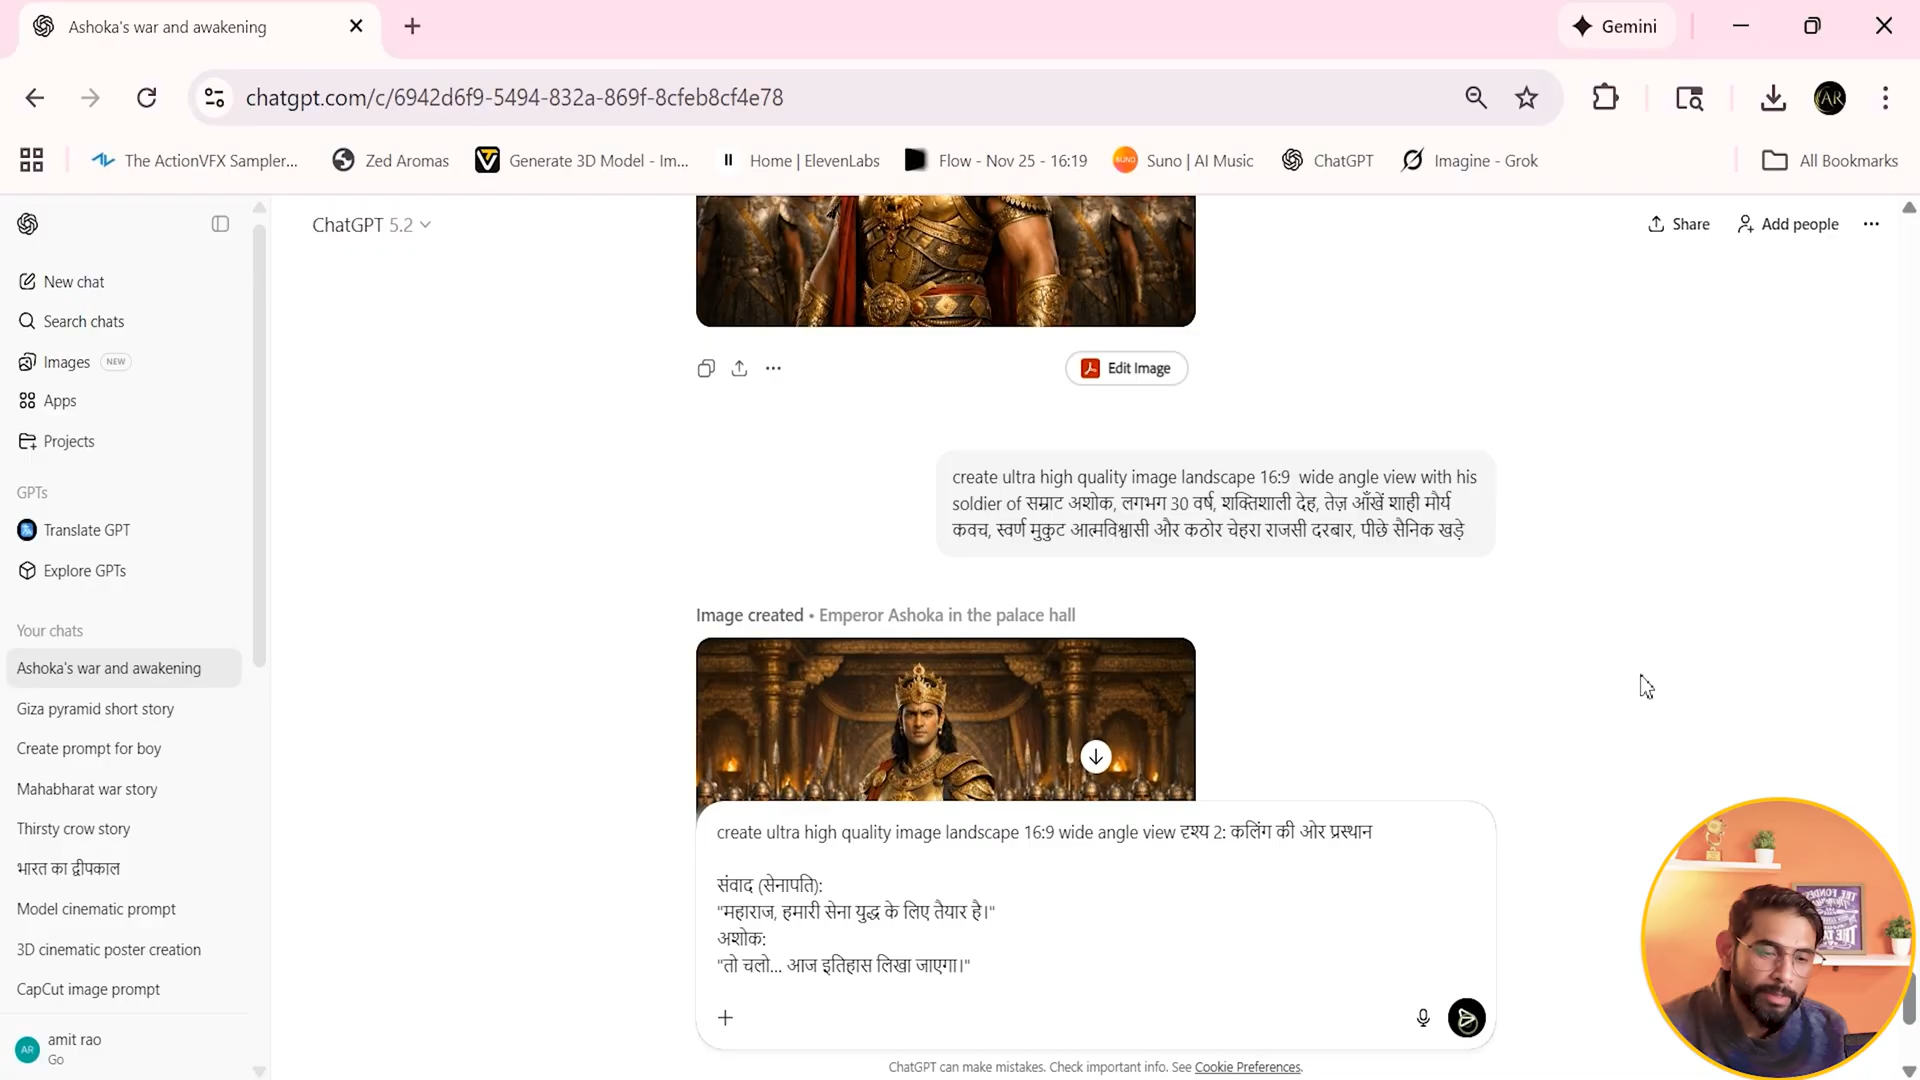 Ashoka's war and awakening
Gemini
chatgpt.com/c/6942d6f9-5494-832a-869f-8cfeb8cf4e78
AR
The ActionVFX Sampler...
Zed Aromas
Generate 3D Model - Im...
Home | ElevenLabs
Flow - Nov 25 - 16:19
SUNO
Suno | AI Music
ChatGPT
Imagine - Grok
All Bookmarks
ChatGPT 5.2
Share
Add people
New chat
Search chats
Images NEW
Apps
Projects
GPTs
Translate GPT
Explore GPTs
Your chats
Ashoka's war and awakening
Giza pyramid short story
Create prompt for boy
Mahabharat war story
Thirsty crow story
भारत का द्वीपकाल
Model cinematic prompt
3D cinematic poster creation
CapCut image prompt
AR
amit rao
Go
Edit Image
create ultra high quality image landscape 16:9 wide angle view with his
soldier of सम्राट अशोक, लगभग 30 वर्ष, शक्तिशाली देह, तेज़ आँखें शाही मौर्य
कवच, स्वर्ण मुकुट आत्मविश्वासी और कठोर चेहरा राजसी दरबार, पीछे सैनिक खड़े
Image created • Emperor Ashoka in the palace hall
create ultra high quality image landscape 16:9 wide angle view दृश्य 2: कलिंग की ओर प्रस्थान
संवाद (सेनापति):
"महाराज, हमारी सेना युद्ध के लिए तैयार है।"
अशोक:
"तो चलो... आज इतिहास लिखा जाएगा।"
ChatGPT can make mistakes. Check important info. See Cookie Preferences.